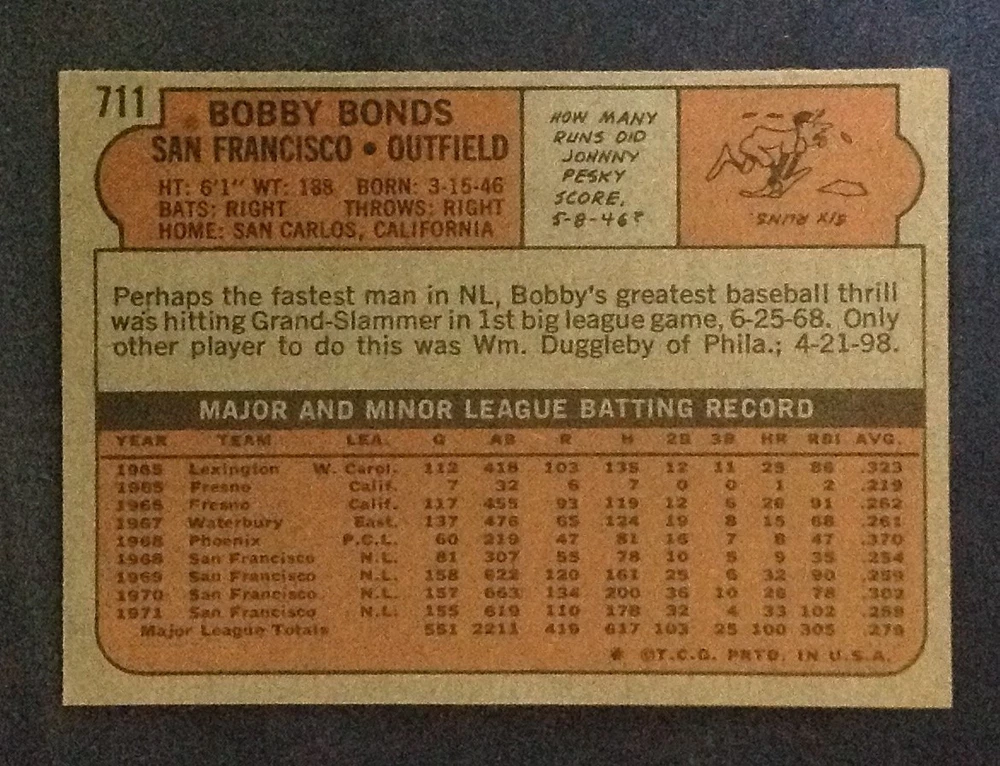 711
BOBBY BONDS
SAN FRANCISCO • OUTFIELD
HT: 6'1" WT: 188 BORN: 3-15-46
BATS: RIGHT THROWS: RIGHT
HOME: SAN CARLOS, CALIFORNIA
HOW MANY
RUNS DID
JOHNNY
PESKY
SCORE,
5-8-46?
SIX RUNS
Perhaps the fastest man in NL, Bobby's greatest baseball thrill
was hitting Grand-Slammer in 1st big league game, 6-25-68. Only
other player to do this was Wm. Duggleby of Phila.; 4-21-98.
MAJOR AND MINOR LEAGUE BATTING RECORD
YEAR TEAM LEA. G AB R H 2B 3B HR RBI AVG.
1965 Lexington W. Carol. 112 418 103 135 12 11 25 86 .323
1965 Fresno Calif. 7 32 6 7 0 0 1 2 .219
1966 Fresno Calif. 117 455 93 119 12 6 26 91 .262
1967 Waterbury East. 137 476 65 124 19 8 15 68 .261
1968 Phoenix P.C.L. 60 219 47 81 16 7 8 47 .370
1968 San Francisco N.L. 81 307 55 78 10 5 9 35 .254
1969 San Francisco N.L. 158 622 120 161 25 6 32 90 .259
1970 San Francisco N.L. 157 663 134 200 36 10 26 78 .302
1971 San Francisco N.L. 155 619 110 178 32 4 33 102 .288
Major League Totals 551 2211 419 617 103 25 100 305 .279
* ©T.C.G. PRTD. IN U.S.A.